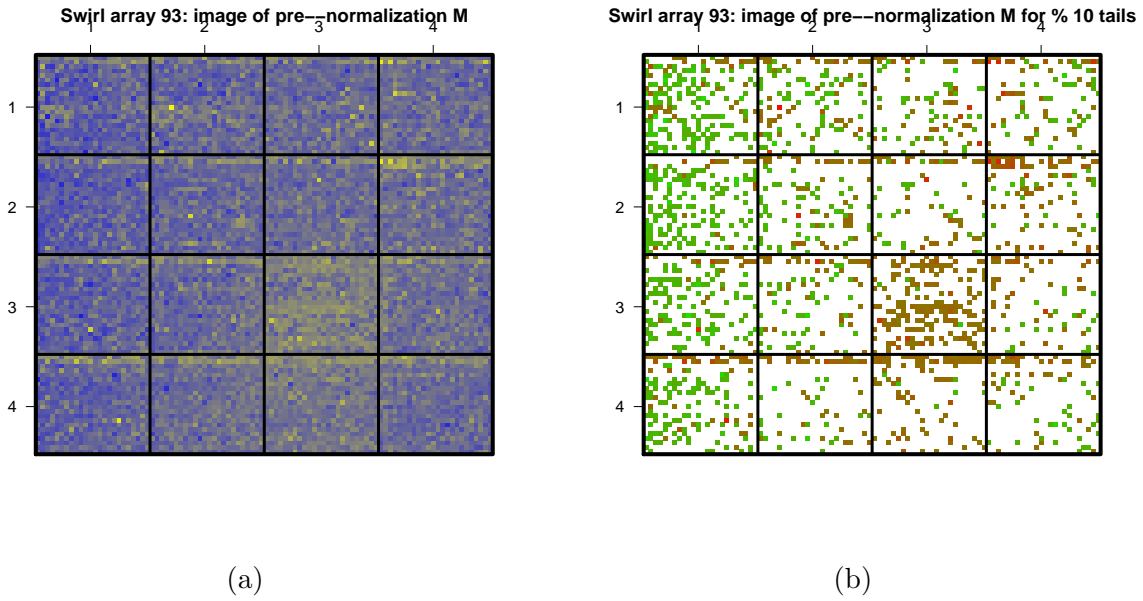 Swirl array 93: image of pre−−normalization M
1 2 3 4
1
2
3
4
(a)
Swirl array 93: image of pre−−normalization M for % 10 tails
1 2 3 4
1
2
3
4
(b)